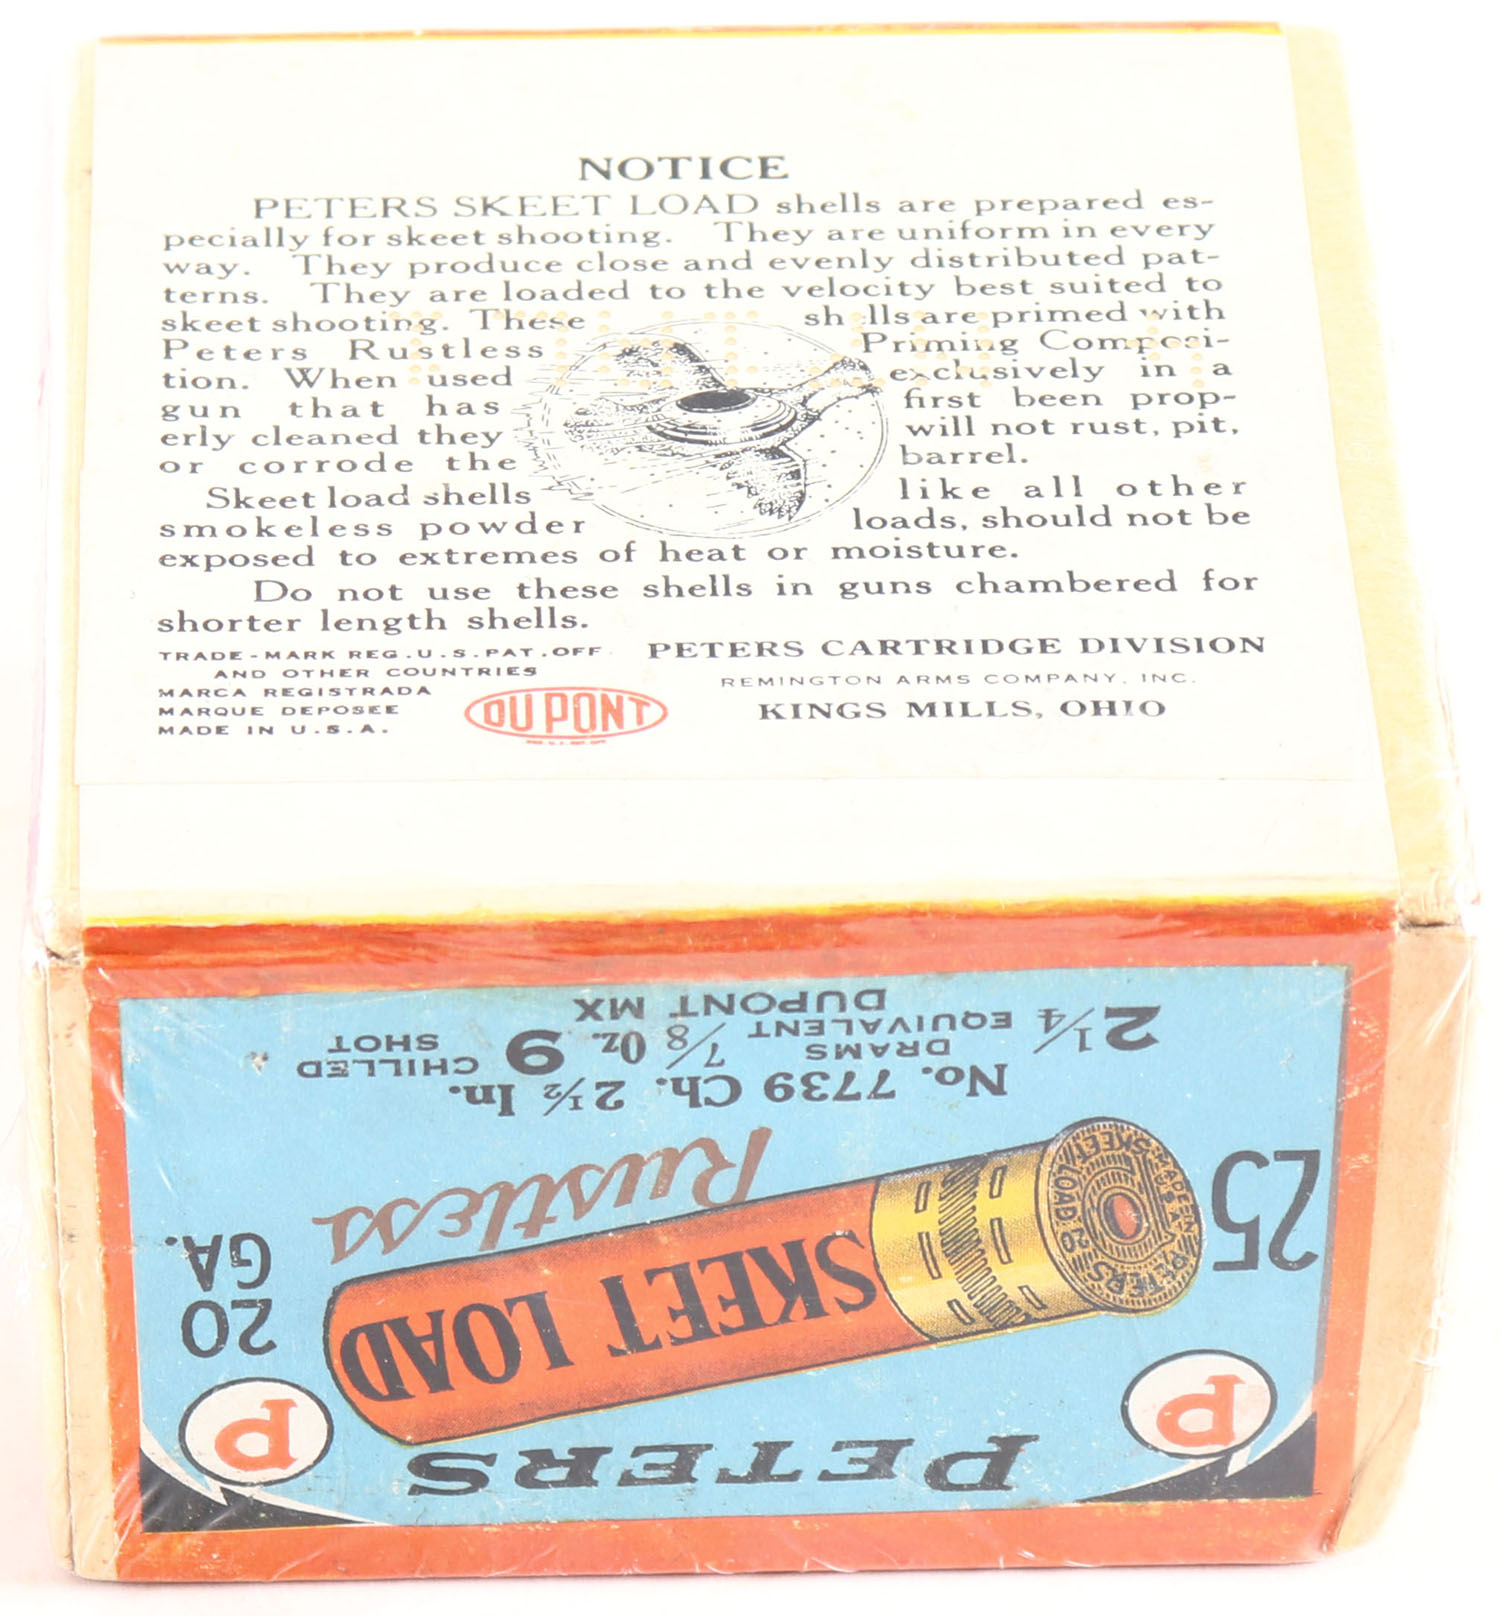 NOTICE
PETERS SKEET LOAD shells are prepared es-
pecially for skeet shooting. They are uniform in every
way. They produce close and evenly distributed pat-
terns. They are loaded to the velocity best suited to
skeet shooting. These shells are primed with
Peters Rustless Priming Composi-
tion. When used exclusively in a
gun that has first been prop-
erly cleaned they will not rust, pit,
or corrode the barrel.
Skeet load shells like all other
smokeless powder loads, should not be
exposed to extremes of heat or moisture.
Do not use these shells in guns chambered for
shorter length shells.
TRADE-MARK REG. U.S. PAT. OFF.
AND OTHER COUNTRIES
MARCA REGISTRADA
MARQUE DEPOSEE
MADE IN U.S.A.
DU PONT
PETERS CARTRIDGE DIVISION
REMINGTON ARMS COMPANY, INC.
KINGS MILLS, OHIO
PETERS
P
P
SKEET LOAD
PETERS SKEET LOAD 20
MADE IN U.S.A.
25
20
GA.
Rustless
No. 7739 Ch. 2½ In.
2¼ DRAMS EQUIVALENT DUPONT MX
7/8 Oz. 9 CHILLED SHOT